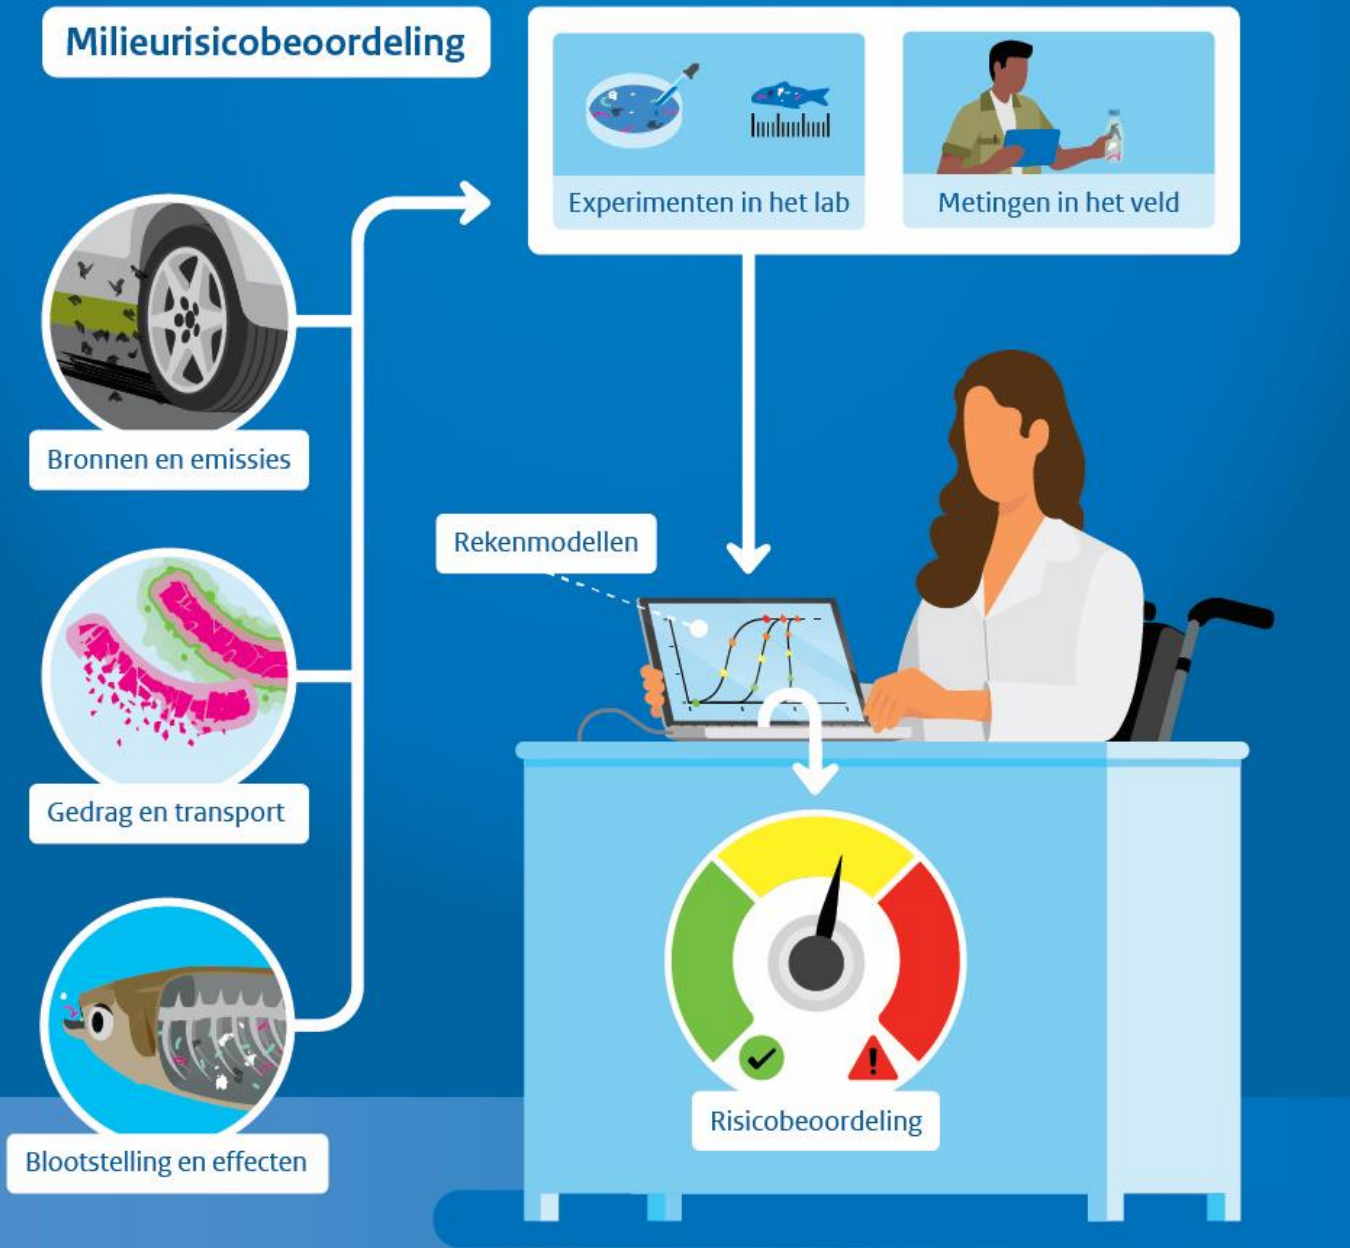 Milieurisicobeoordeling
Experimenten in het lab
Metingen in het veld
Bronnen en emissies
Rekenmodellen
Gedrag en transport
Blootstelling en effecten
Risicobeoordeling